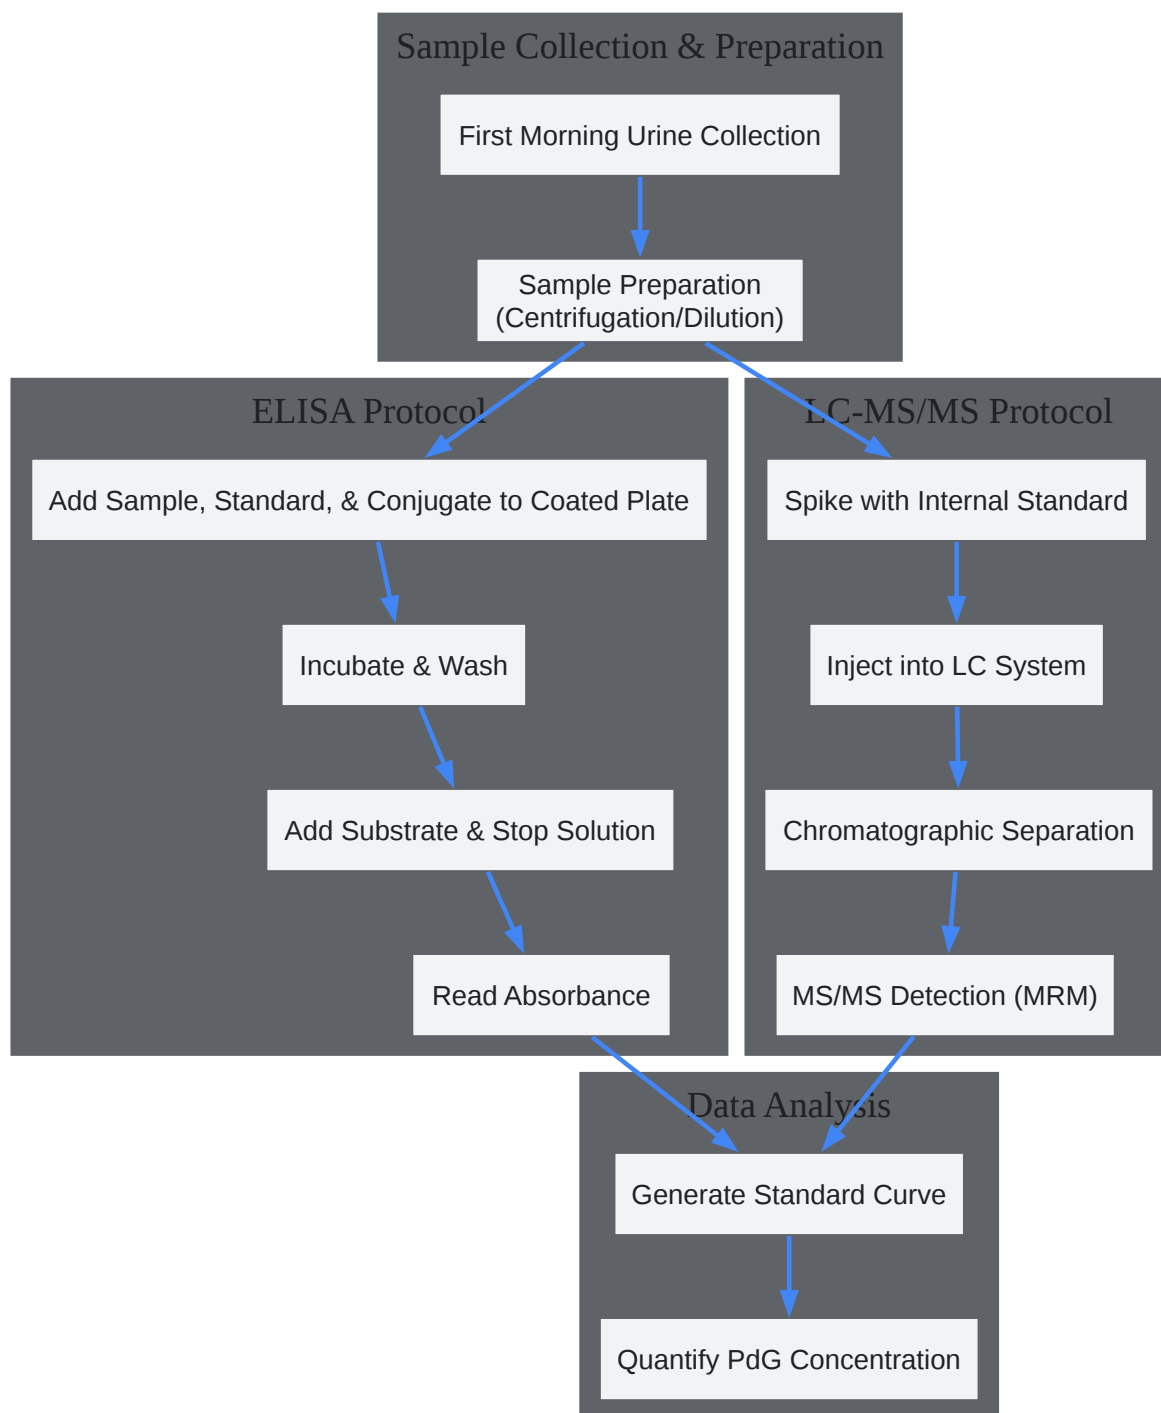 Sample Collection & Preparation
First Morning Urine Collection
Sample Preparation
(Centrifugation/Dilution)
ELISA Protocol
Add Sample, Standard, & Conjugate to Coated Plate
Incubate & Wash
Add Substrate & Stop Solution
Read Absorbance
LC-MS/MS Protocol
Spike with Internal Standard
Inject into LC System
Chromatographic Separation
MS/MS Detection (MRM)
Data Analysis
Generate Standard Curve
Quantify PdG Concentration